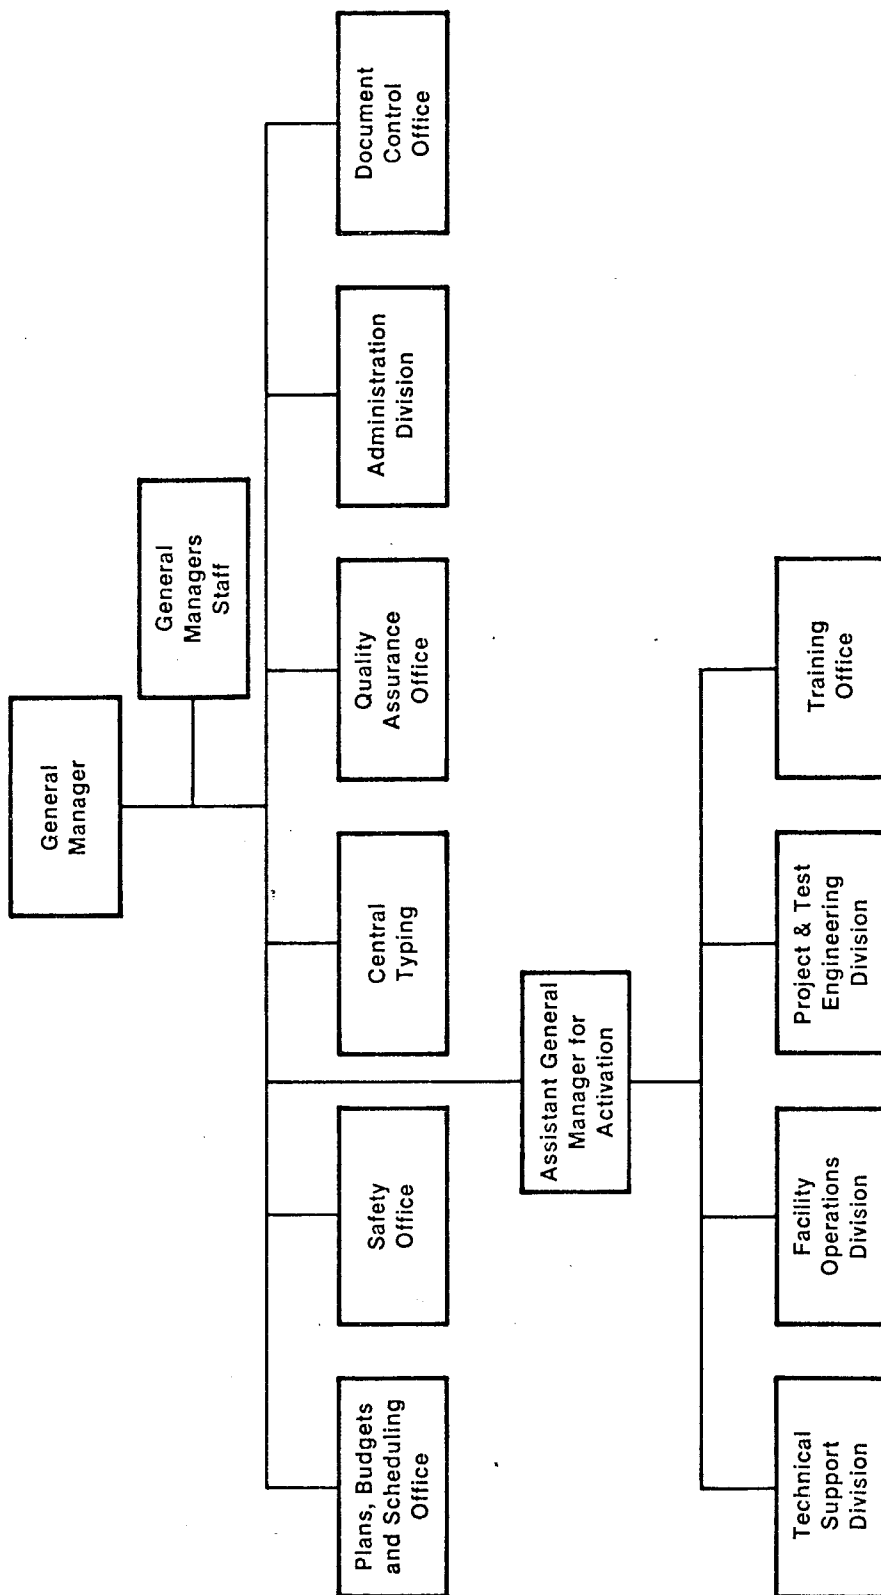 General
Manager
General
Managers
Staff
Plans, Budgets
and Scheduling
Office
Safety
Office
Central
Typing
Quality
Assurance
Office
Administration
Division
Document
Control
Office
Assistant General
Manager for
Activation
Technical
Support
Division
Facility
Operations
Division
Project & Test
Engineering
Division
Training
Office